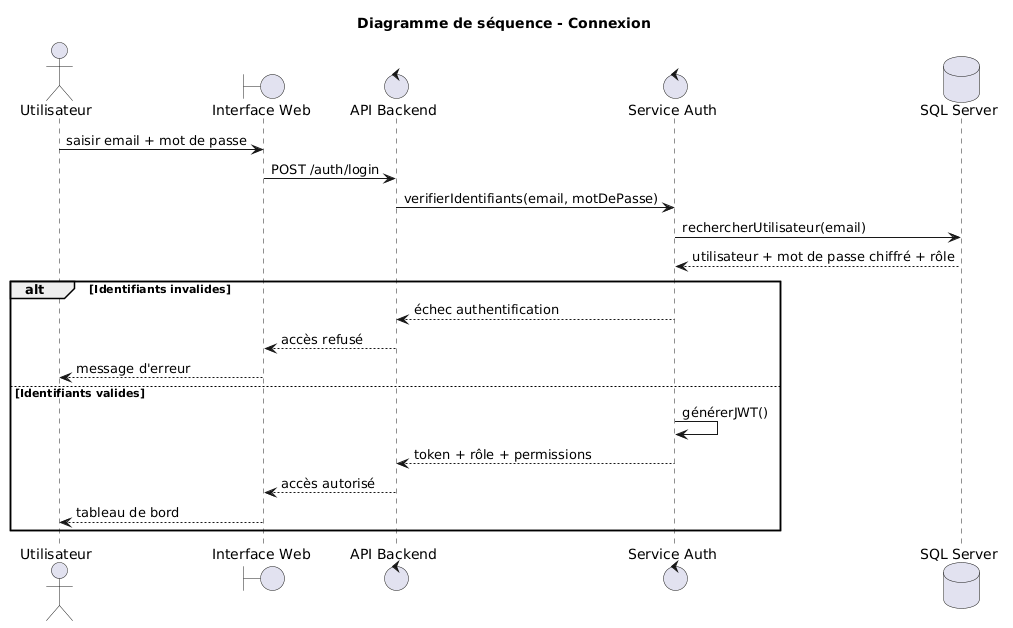 Diagramme de séquence - Connexion
Utilisateur
Interface Web
API Backend
Service Auth
SQL Server
saisir email + mot de passe
POST /auth/login
verifierIdentifiants(email, motDePasse)
rechercherUtilisateur(email)
utilisateur + mot de passe chiffré + rôle
alt [Identifiants invalides]
échec authentification
accès refusé
message d'erreur
[Identifiants valides]
générerJWT()
token + rôle + permissions
accès autorisé
tableau de bord
Utilisateur
Interface Web
API Backend
Service Auth
SQL Server